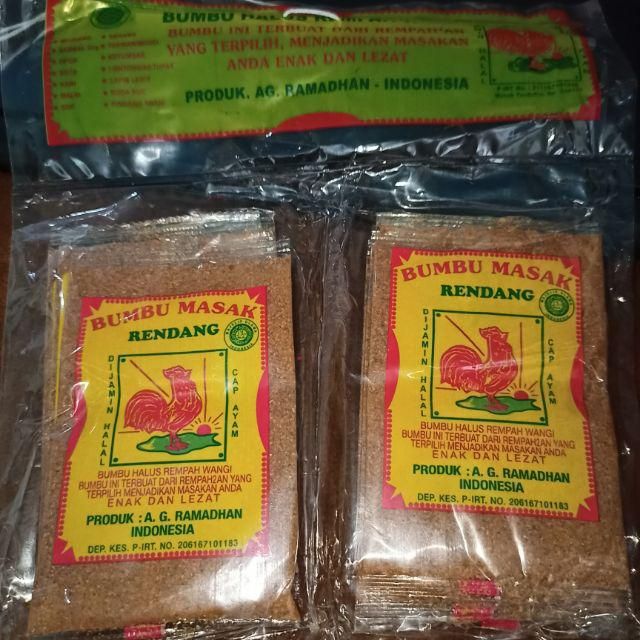 BUMBU HALUS
BUMBU INI TERBUAT DARI REMPAH2AN
YANG TERPILIH, MENJADIKAN MASAKAN
ANDA ENAK DAN LEZAT
PRODUK. AG. RAMADHAN - INDONESIA
HALAL
BUMBU MASAK
RENDANG
DIJAMIN HALAL
CAP AYAM
BUMBU HALUS REMPAH WANGI
BUMBU INI TERBUAT DARI REMPAH2AN YANG
TERPILIH MENJADIKAN MASAKAN ANDA
ENAK DAN LEZAT
PRODUK : A. G. RAMADHAN
INDONESIA
DEP. KES. P-IRT. NO. 206167101183
BUMBU MASAK
RENDANG
DIJAMIN HALAL
CAP AYAM
BUMBU HALUS REMPAH WANGI
BUMBU INI TERBUAT DARI REMPAH2AN YANG
TERPILIH MENJADIKAN MASAKAN ANDA
ENAK DAN LEZAT
PRODUK : A. G. RAMADHAN
INDONESIA
DEP. KES. P-IRT. NO. 206167101183